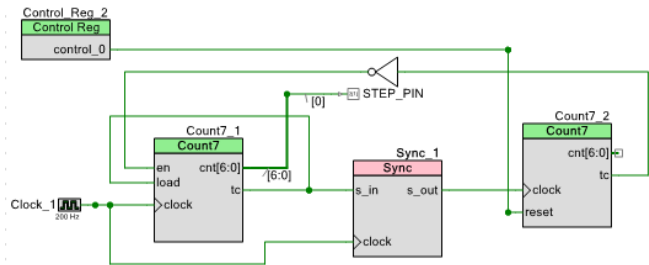 Control_Reg_2
Control Reg
control_0
[0]
STEP_PIN
Count7_1
Count7
en
cnt[6:0]
load
[6:0]
tc
clock
Clock_1
200 Hz
Sync_1
Sync
s_in
s_out
clock
Count7_2
Count7
cnt[6:0]
tc
clock
reset